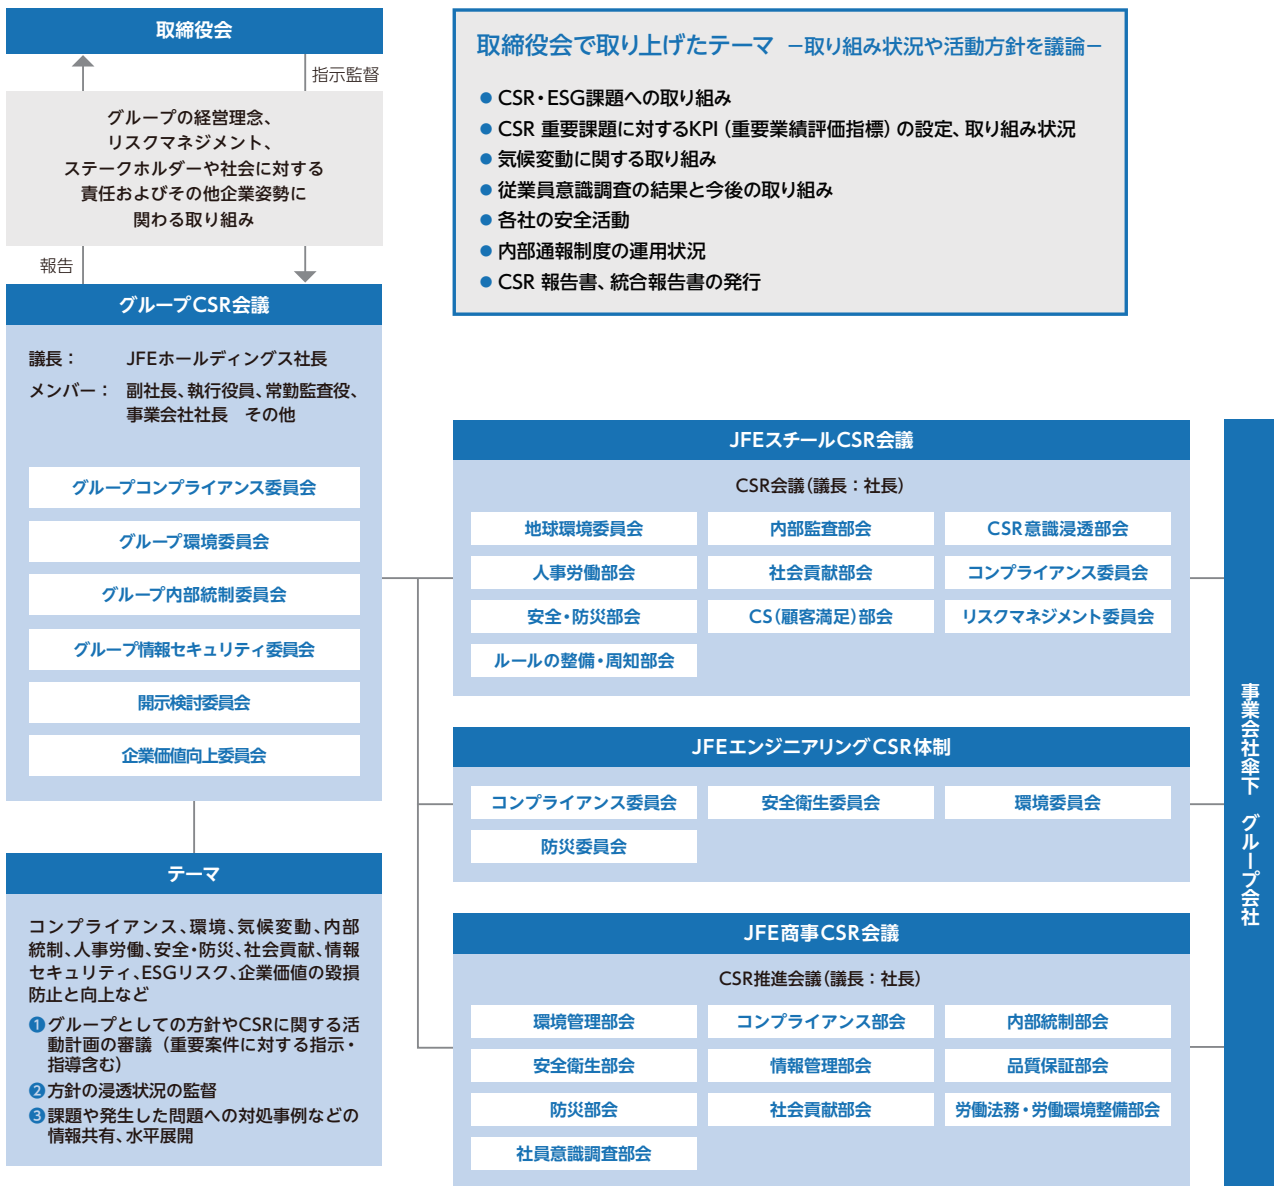 取締役会
指示監督
グループの経営理念、
リスクマネジメント、
ステークホルダーや社会に対する
責任およびその他企業姿勢に
関わる取り組み
報告
グループCSR会議
議長： JFEホールディングス社長
メンバー： 副社長、執行役員、常勤監査役、
事業会社社長　その他
グループコンプライアンス委員会
グループ環境委員会
グループ内部統制委員会
グループ情報セキュリティ委員会
開示検討委員会
企業価値向上委員会
テーマ
コンプライアンス、環境、気候変動、内部
統制、人事労働、安全・防災、社会貢献、情報
セキュリティ、ESGリスク、企業価値の毀損
防止と向上など
❶グループとしての方針やCSRに関する活
動計画の審議（重要案件に対する指示・
指導含む）
❷方針の浸透状況の監督
❸課題や発生した問題への対処事例などの
情報共有、水平展開
取締役会で取り上げたテーマ －取り組み状況や活動方針を議論－
● CSR・ESG課題への取り組み
● CSR 重要課題に対するKPI（重要業績評価指標）の設定、取り組み状況
● 気候変動に関する取り組み
● 従業員意識調査の結果と今後の取り組み
● 各社の安全活動
● 内部通報制度の運用状況
● CSR 報告書、統合報告書の発行
JFEスチールCSR会議
CSR会議（議長：社長）
地球環境委員会 内部監査部会 CSR意識浸透部会
人事労働部会 社会貢献部会 コンプライアンス委員会
安全・防災部会 CS（顧客満足）部会 リスクマネジメント委員会
ルールの整備・周知部会
JFEエンジニアリングCSR体制
コンプライアンス委員会 安全衛生委員会 環境委員会
防災委員会
JFE商事CSR会議
CSR推進会議（議長：社長）
環境管理部会 コンプライアンス部会 内部統制部会
安全衛生部会 情報管理部会 品質保証部会
防災部会 社会貢献部会 労働法務・労働環境整備部会
社員意識調査部会
事業会社傘下　グループ会社